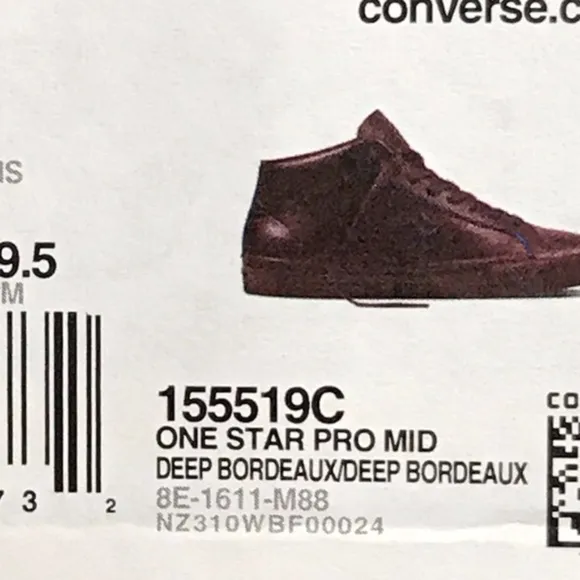 converse.c
9.5
M
155519C
ONE STAR PRO MID
DEEP BORDEAUX/DEEP BORDEAUX
8E-1611-M88
NZ310WBF00024
CO
7 3 2